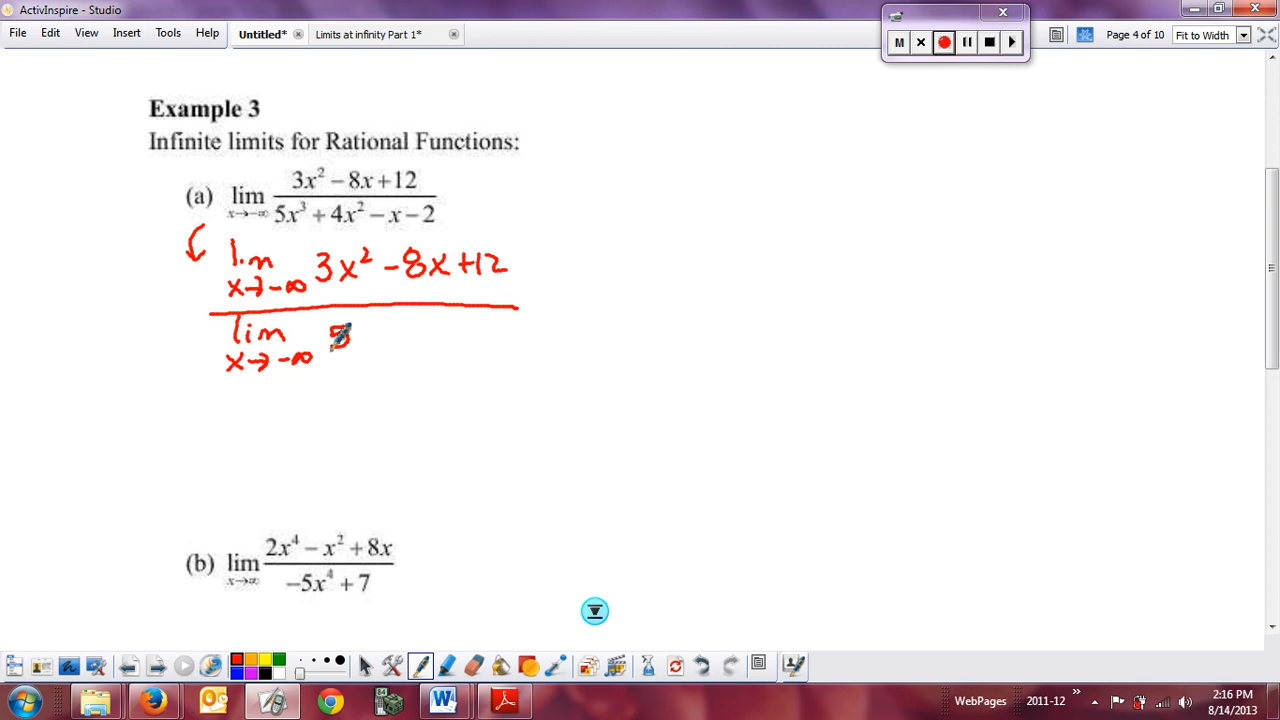 ActivInspire - Studio
File Edit View Insert Tools Help
Untitled* Limits at infinity Part 1*
M
Page 4 of 10 Fit to Width
Example 3
Infinite limits for Rational Functions:
(a) lim x→-∞ 3x² - 8x + 12
5x³ + 4x² - x - 2
lim x→-∞ 3x² - 8x + 12
lim x→-∞ 5
(b) lim x→∞ 2x⁴ - x² + 8x
-5x⁴ + 7
WebPages 2011-12 »
2:16 PM
8/14/2013